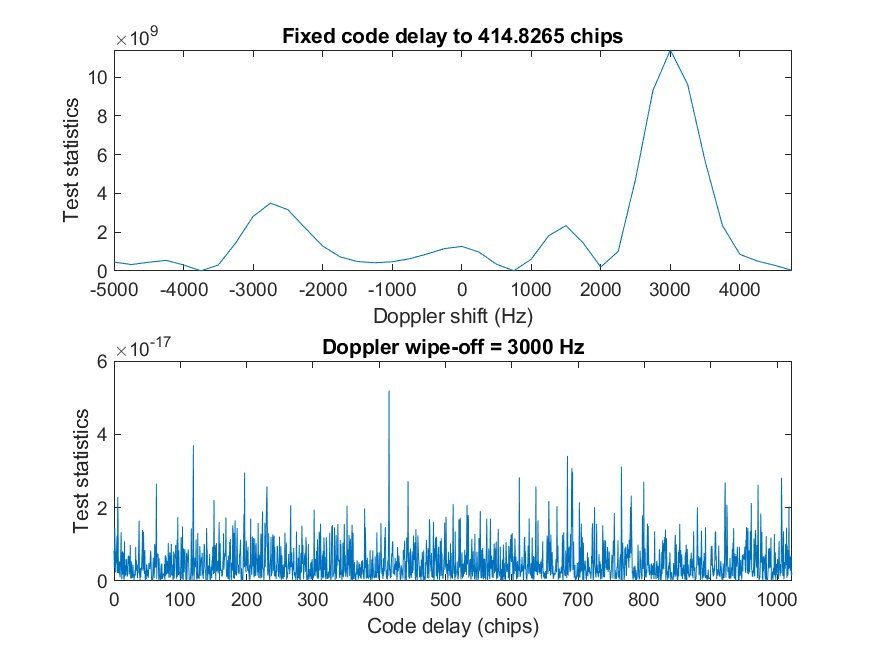 ×10^9
Fixed code delay to 414.8265 chips
Test statistics
10
8
6
4
2
0
-5000 -4000 -3000 -2000 -1000 0 1000 2000 3000 4000
Doppler shift (Hz)
×10^-17
Doppler wipe-off = 3000 Hz
Test statistics
6
4
2
0
0 100 200 300 400 500 600 700 800 900 1000
Code delay (chips)